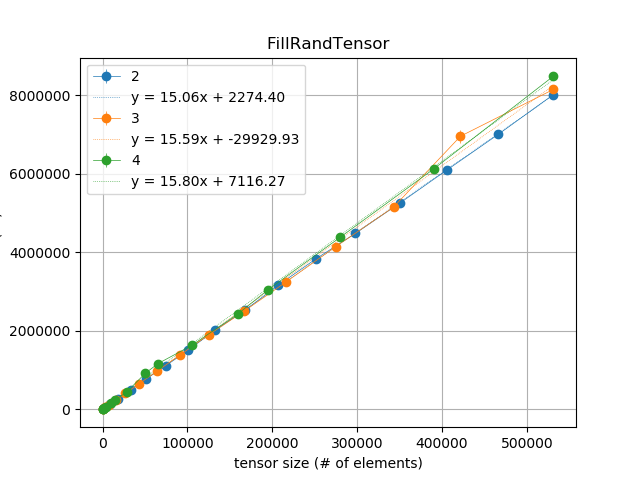 FillRandTensor
2
y = 15.06x + 2274.40
3
y = 15.59x + -29929.93
4
y = 15.80x + 7116.27
8000000
6000000
4000000
2000000
0
0 100000 200000 300000 400000 500000
tensor size (# of elements)